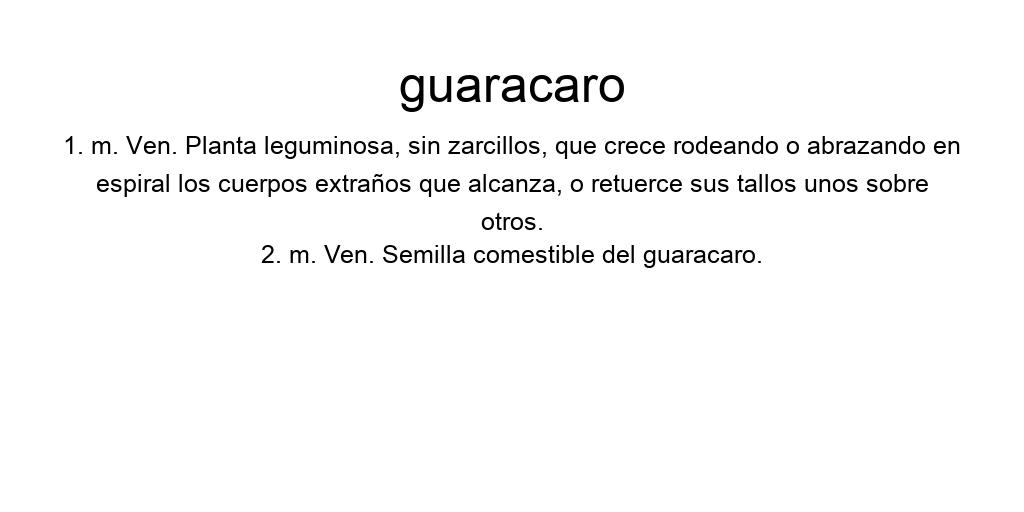 guaracaro
1. m. Ven. Planta leguminosa, sin zarcillos, que crece rodeando o abrazando en
espiral los cuerpos extraños que alcanza, o retuerce sus tallos unos sobre
otros.
2. m. Ven. Semilla comestible del guaracaro.